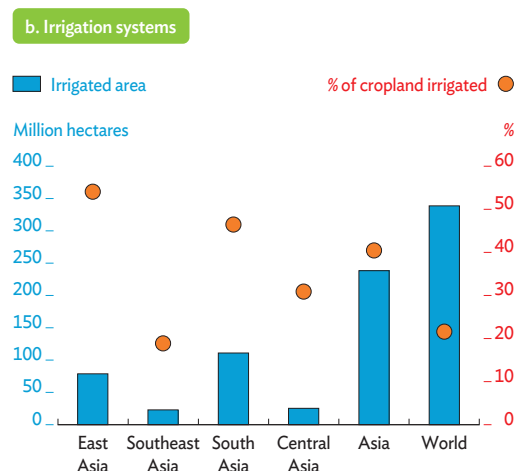 b. Irrigation systems
Irrigated area
% of cropland irrigated
Million hectares
%
400
350
300
250
200
150
100
50
0
60
50
40
30
20
10
0
East Asia
Southeast Asia
South Asia
Central Asia
Asia
World